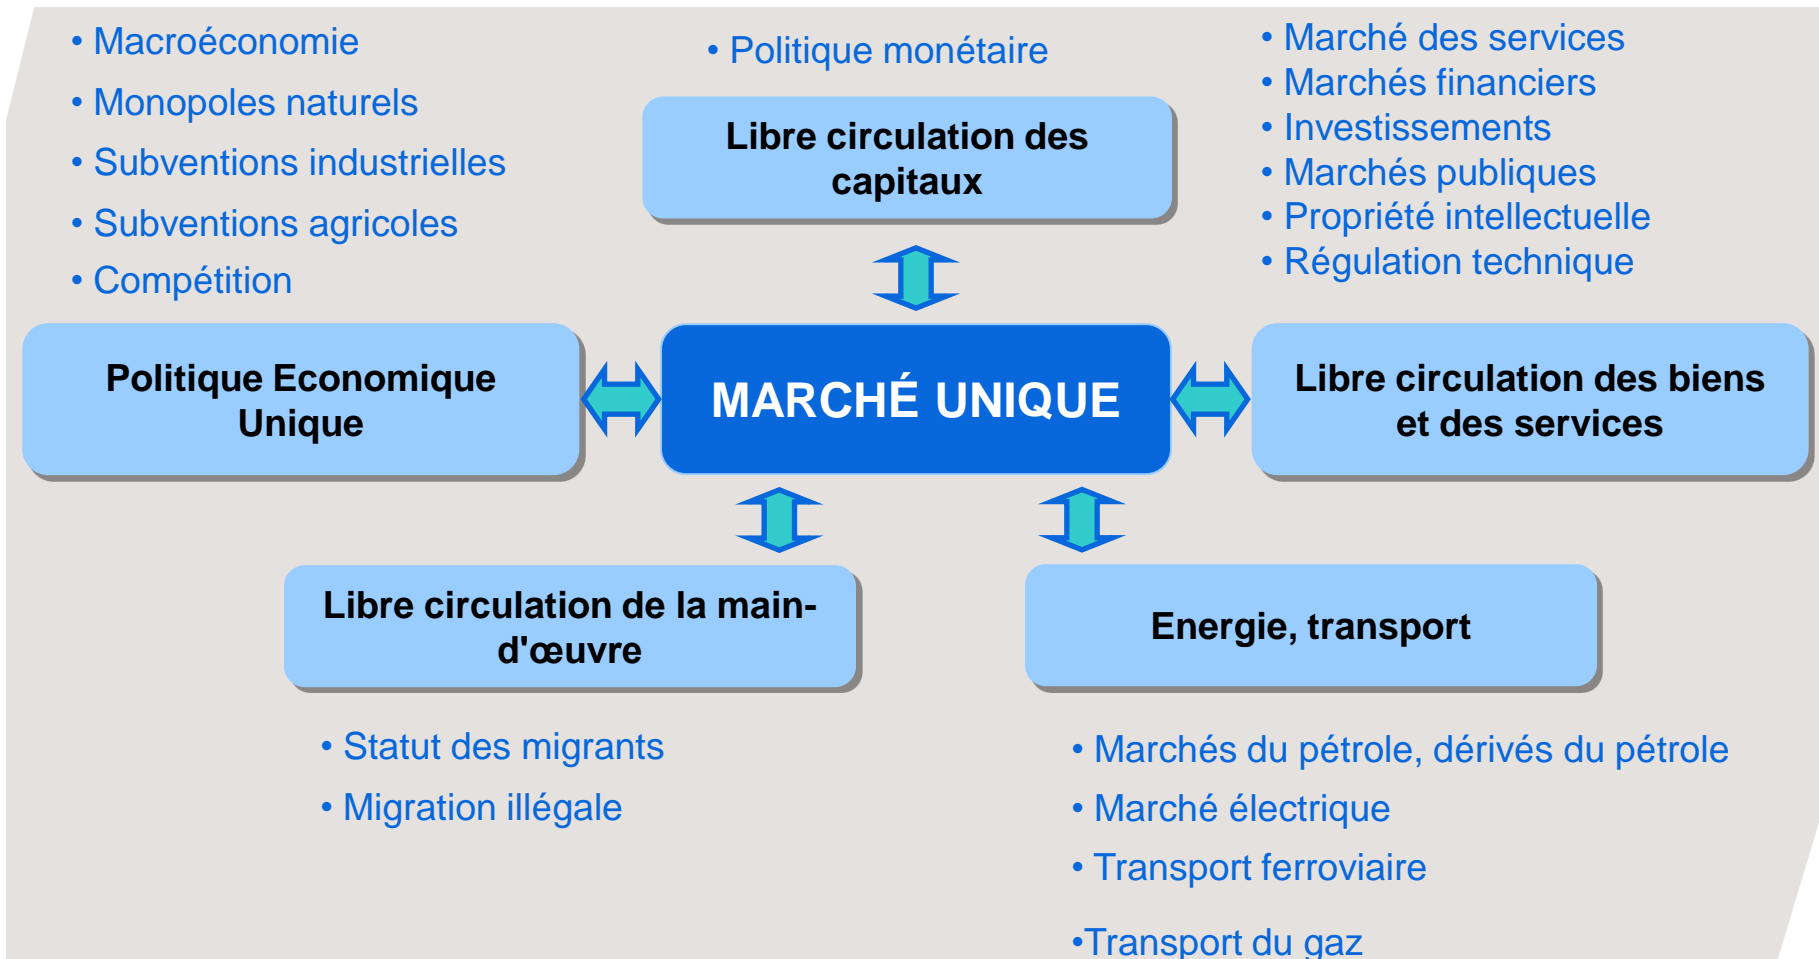 • Macroéconomie
• Monopoles naturels
• Subventions industrielles
• Subventions agricoles
• Compétition
• Politique monétaire
Libre circulation des
capitaux
• Marché des services
• Marchés financiers
• Investissements
• Marchés publiques
• Propriété intellectuelle
• Régulation technique
Politique Economique
Unique
MARCHÉ UNIQUE
Libre circulation des biens
et des services
Libre circulation de la main-
d'œuvre
• Statut des migrants
• Migration illégale
Energie, transport
• Marchés du pétrole, dérivés du pétrole
• Marché électrique
• Transport ferroviaire
•Transport du gaz